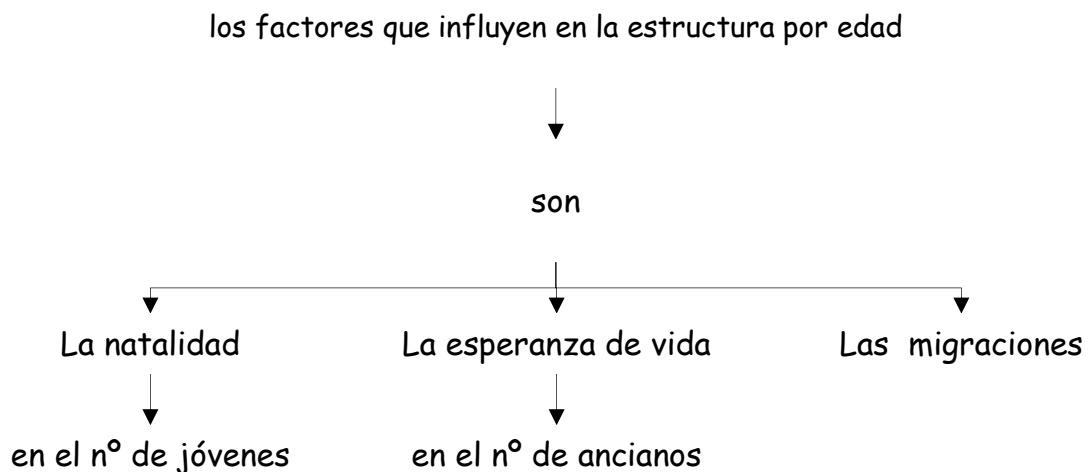 los factores que influyen en la estructura por edad
son
La natalidad
La esperanza de vida
Las migraciones
en el nº de jóvenes
en el nº de ancianos